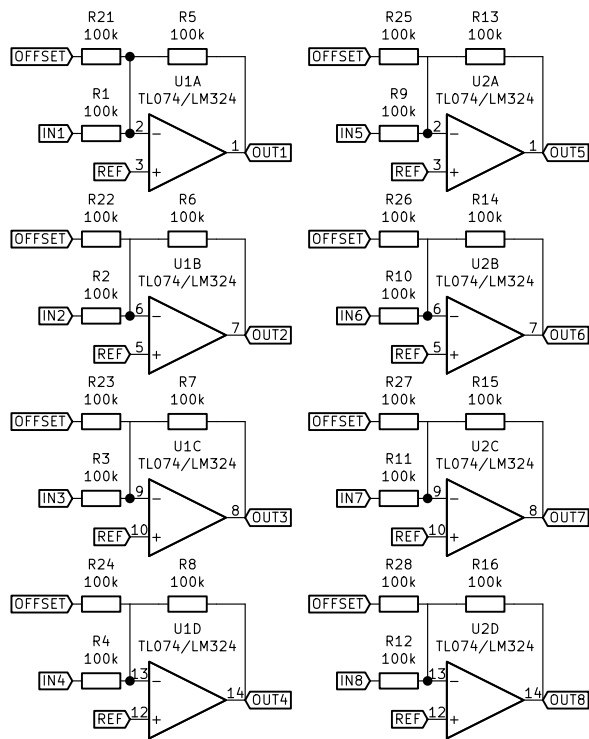 R21
100k
R5
100k
OFFSET
U1A
TL074/LM324
R1
100k
IN1
2
−
1
OUT1
REF
3
+
R25
100k
R13
100k
OFFSET
U2A
TL074/LM324
R9
100k
IN5
2
−
1
OUT5
REF
3
+
R22
100k
R6
100k
OFFSET
U1B
TL074/LM324
R2
100k
IN2
6
−
7
OUT2
REF
5
+
R26
100k
R14
100k
OFFSET
U2B
TL074/LM324
R10
100k
IN6
6
−
7
OUT6
REF
5
+
R23
100k
R7
100k
OFFSET
U1C
TL074/LM324
R3
100k
IN3
9
−
8
OUT3
REF
10
+
R27
100k
R15
100k
OFFSET
U2C
TL074/LM324
R11
100k
IN7
9
−
8
OUT7
REF
10
+
R24
100k
R8
100k
OFFSET
U1D
TL074/LM324
R4
100k
IN4
13
−
14
OUT4
REF
12
+
R28
100k
R16
100k
OFFSET
U2D
TL074/LM324
R12
100k
IN8
13
−
14
OUT8
REF
12
+